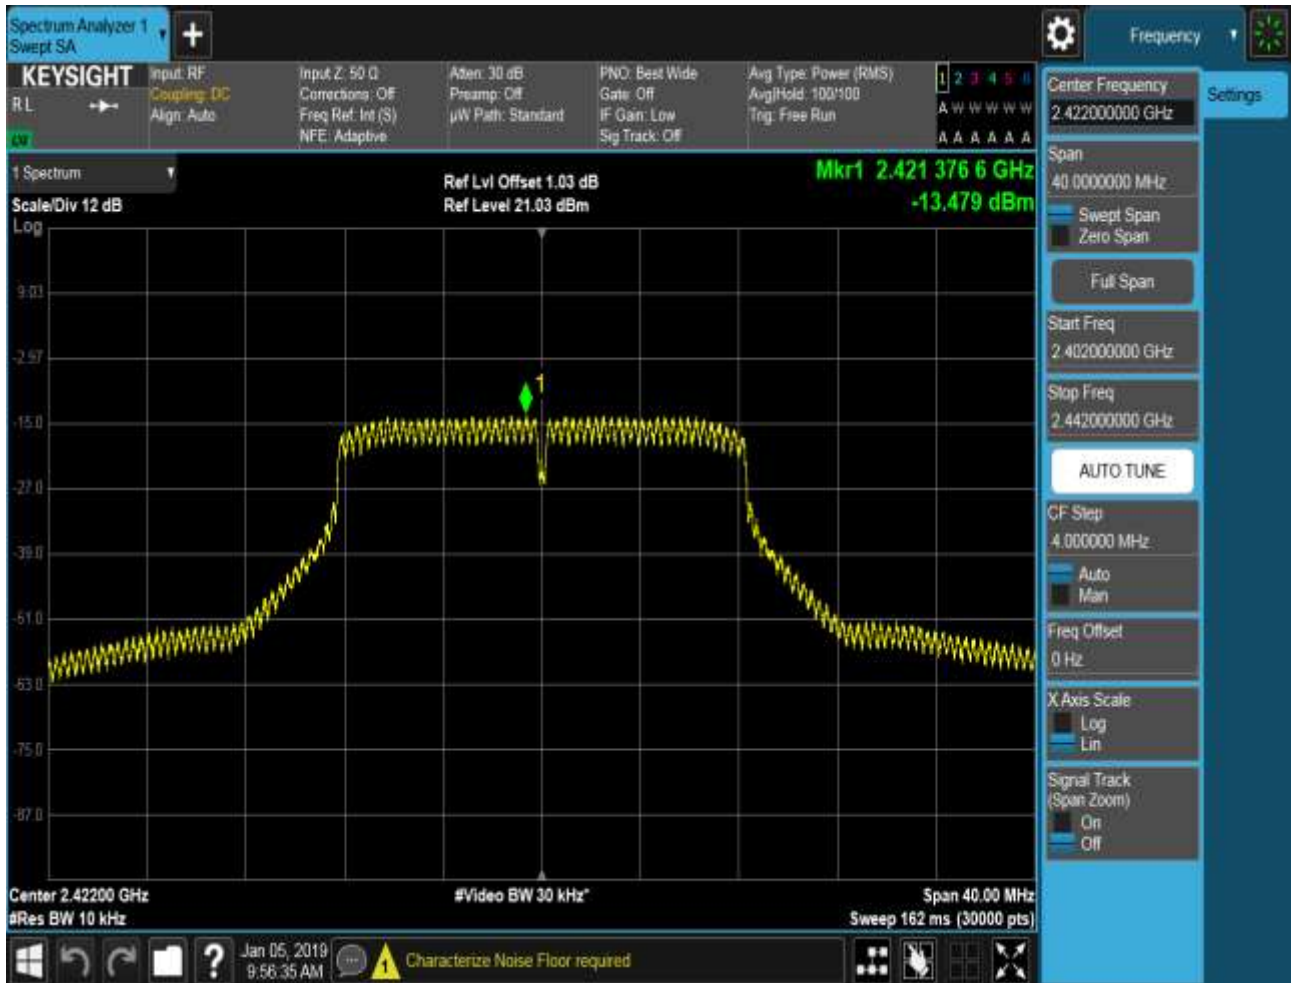 Spectrum Analyzer 1
Swept SA
+
Frequency
KEYSIGHT
R L
LXI
Input: RF
Coupling: DC
Align: Auto
Input Z: 50 Ω
Corrections: Off
Freq Ref: Int (S)
NFE: Adaptive
Atten: 30 dB
Preamp: Off
µW Path: Standard
PNO: Best Wide
Gate: Off
IF Gain: Low
Sig Track: Off
Avg Type: Power (RMS)
Avg|Hold: 100/100
Trig: Free Run
1 2 3 4 5 6
A W W W W W
A A A A A A
1 Spectrum
Scale/Div 12 dB
Log
Ref Lvl Offset 1.03 dB
Ref Level 21.03 dBm
Mkr1 2.421 376 6 GHz
-13.479 dBm
9.03
-2.97
-15.0
-27.0
-39.0
-51.0
-63.0
-75.0
-87.0
1
Center 2.42200 GHz
#Res BW 10 kHz
#Video BW 30 kHz*
Span 40.00 MHz
Sweep 162 ms (30000 pts)
?
Jan 05, 2019
9:56:35 AM
1
Characterize Noise Floor required
Center Frequency
2.422000000 GHz
Settings
Span
40.0000000 MHz
Swept Span
Zero Span
Full Span
Start Freq
2.402000000 GHz
Stop Freq
2.442000000 GHz
AUTO TUNE
CF Step
4.000000 MHz
Auto
Man
Freq Offset
0 Hz
X Axis Scale
Log
Lin
Signal Track
(Span Zoom)
On
Off